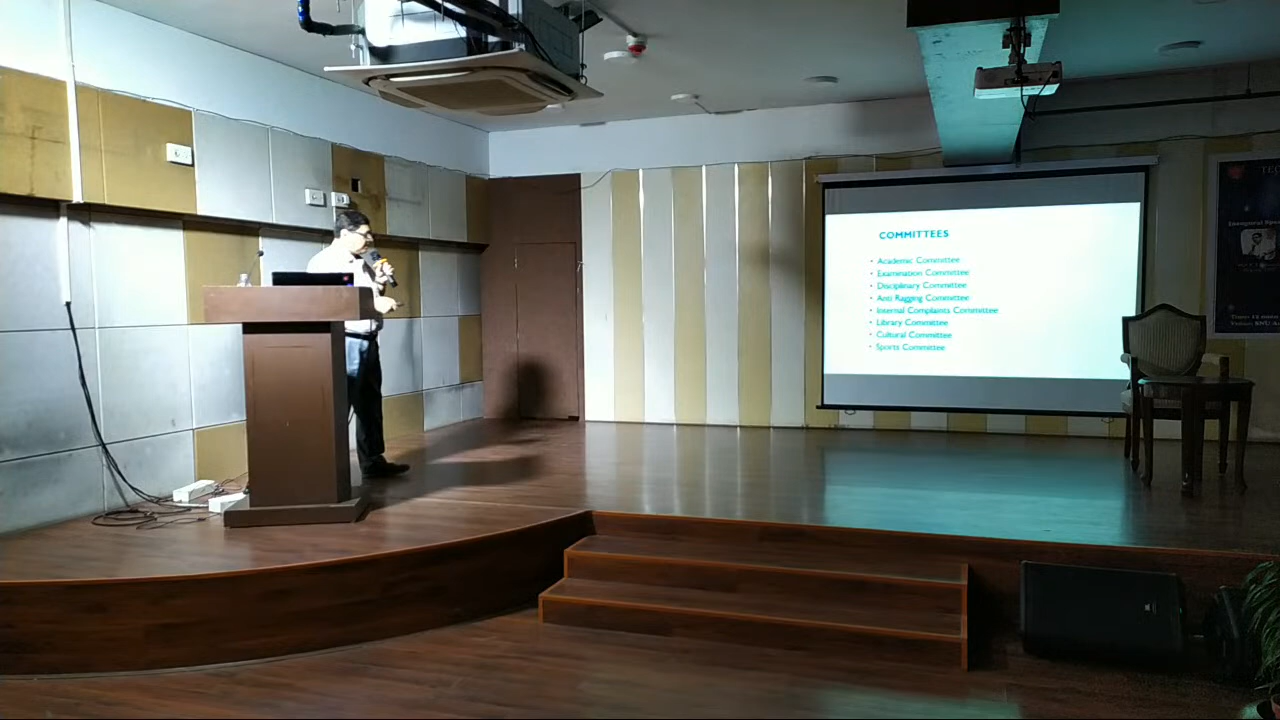 COMMITTEES
• Academic Committee
• Examination Committee
• Disciplinary Committee
• Anti Ragging Committee
• Internal Complaints Committee
• Library Committee
• Cultural Committee
• Sports Committee